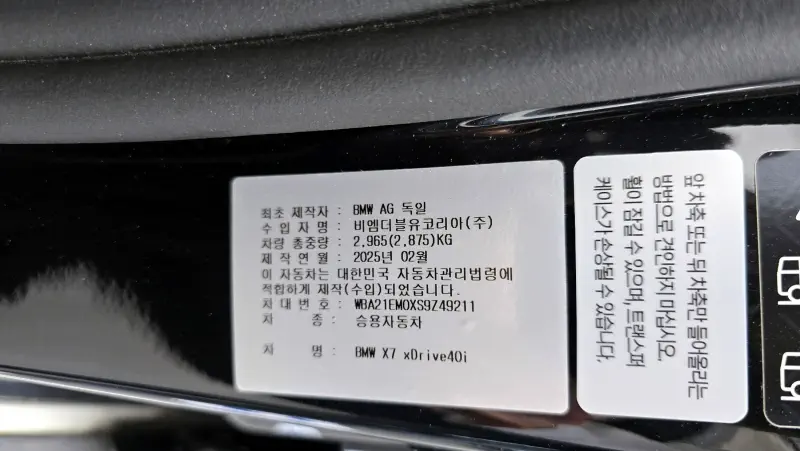 최초 제작자 : BMW AG 독일
수 입 자 명 : 비엠더블유코리아(주)
차량 총중량 : 2,965(2,875)KG
제 작 연 월 : 2025년 02월
이 자동차는 대한민국 자동차관리법령에
적합하게 제작(수입)되었습니다.
차 대 번 호 : WBA21EM0XS9Z49211
차 종 : 승용자동차
차 명 : BMW X7 xDrive40i
앞 차축 또는 뒤 차축만 들어올리는
방법으로 견인하지 마십시오.
휠이 잠길 수 있으며, 트랜스퍼
케이스가 손상될 수 있습니다.